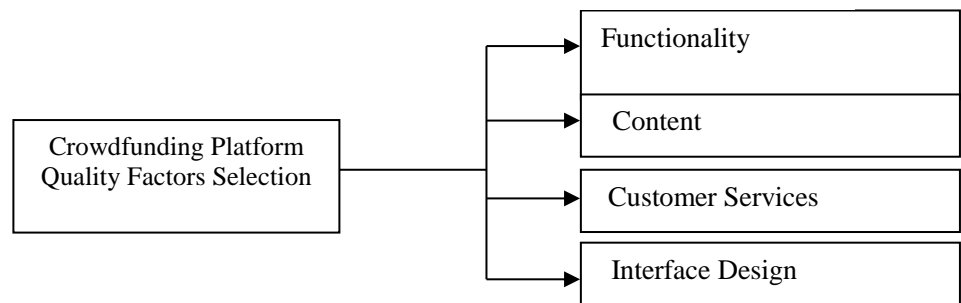 Functionality
Content
Crowdfunding Platform
Quality Factors Selection
Customer Services
Interface Design